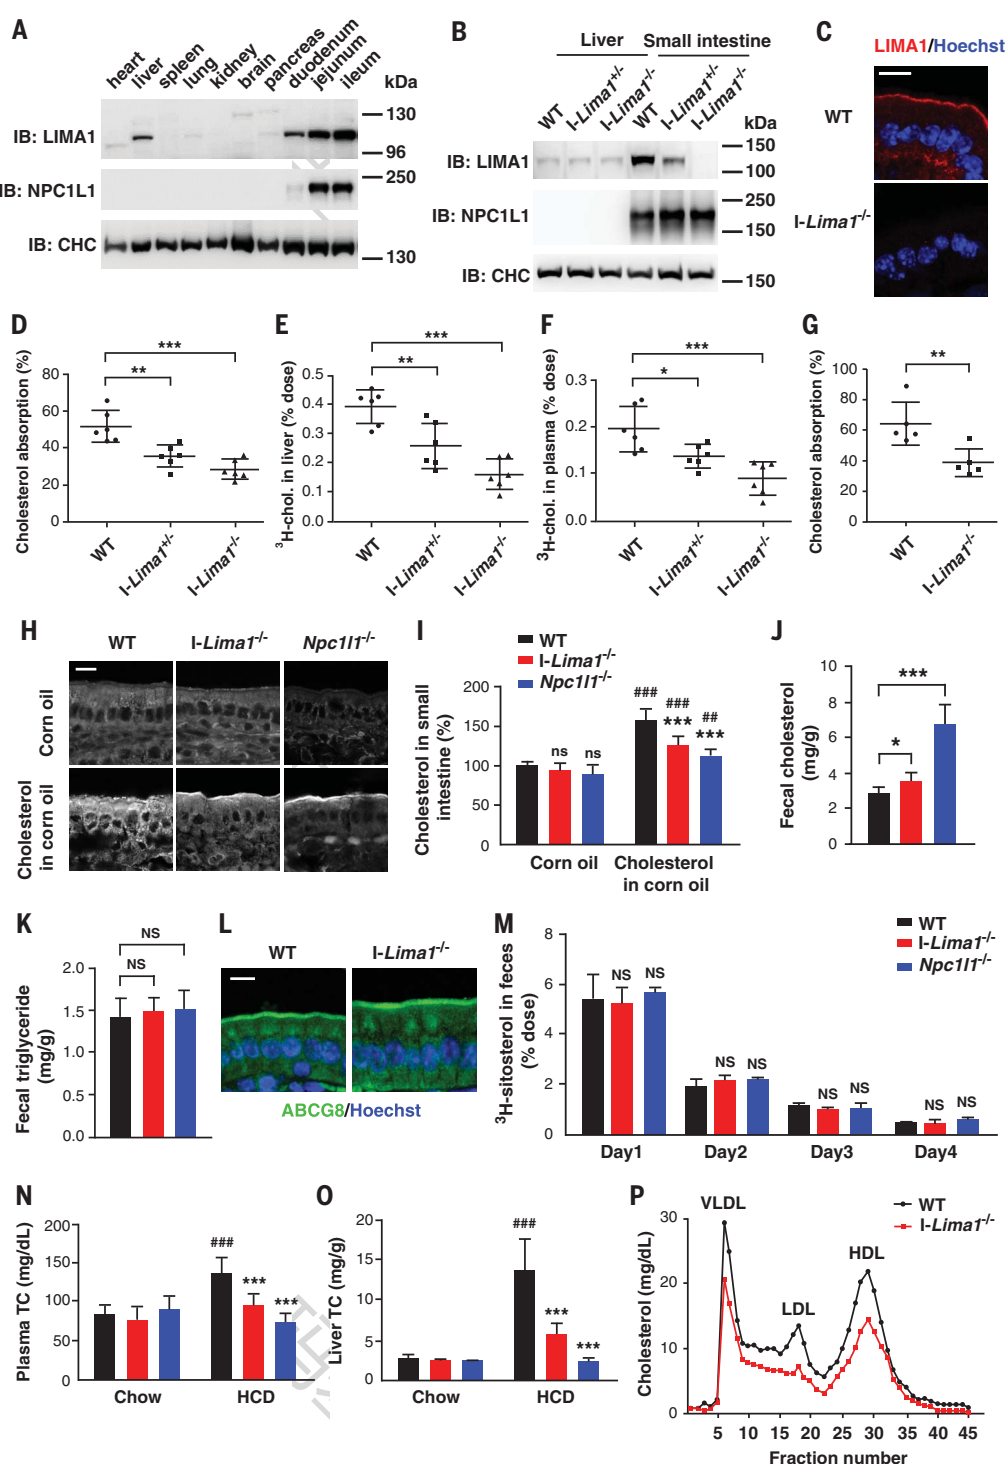 A
heart
liver
spleen
lung
kidney
brain
pancreas
duodenum
jejunum
ileum
kDa
IB: LIMA1
130
96
IB: NPC1L1
250
IB: CHC
130
B
Liver
Small intestine
WT
I-Lima1+/-
I-Lima1-/-
WT
I-Lima1+/-
I-Lima1-/-
kDa
IB: LIMA1
150
100
IB: NPC1L1
250
150
IB: CHC
150
C
LIMA1/Hoechst
WT
I-Lima1-/-
D
Cholesterol absorption (%)
80
60
40
20
0
***
**
WT
I-Lima1+/-
I-Lima1-/-
E
3H-chol. in liver (% dose)
0.5
0.4
0.3
0.2
0.1
0.0
***
**
WT
I-Lima1+/-
I-Lima1-/-
F
3H-chol. in plasma (% dose)
0.3
0.2
0.1
0.0
***
*
WT
I-Lima1+/-
I-Lima1-/-
G
Cholesterol absorption (%)
100
80
60
40
20
0
**
WT
I-Lima1-/-
H
WT
I-Lima1-/-
Npc1l1-/-
Corn oil
Cholesterol
in corn oil
I
WT
I-Lima1-/-
Npc1l1-/-
Cholesterol in small
intestine (%)
200
150
100
50
0
ns
ns
###
###
***
##
***
Corn oil
Cholesterol
in corn oil
J
Fecal cholesterol
(mg/g)
10
8
6
4
2
0
***
*
K
Fecal triglyceride
(mg/g)
2.0
1.5
1.0
0.5
0.0
NS
NS
L
WT
I-Lima1-/-
ABCG8/Hoechst
M
WT
I-Lima1-/-
Npc1l1-/-
3H-sitosterol in feces
(% dose)
8
6
4
2
0
NS
NS
NS
NS
NS
NS
NS
NS
Day1
Day2
Day3
Day4
N
Plasma TC (mg/dL)
200
150
100
50
0
###
***
***
Chow
HCD
O
Liver TC (mg/g)
20
15
10
5
0
###
***
***
Chow
HCD
P
WT
I-Lima1-/-
Cholesterol (mg/dL)
30
20
10
0
VLDL
LDL
HDL
5
10
15
20
25
30
35
40
45
Fraction number